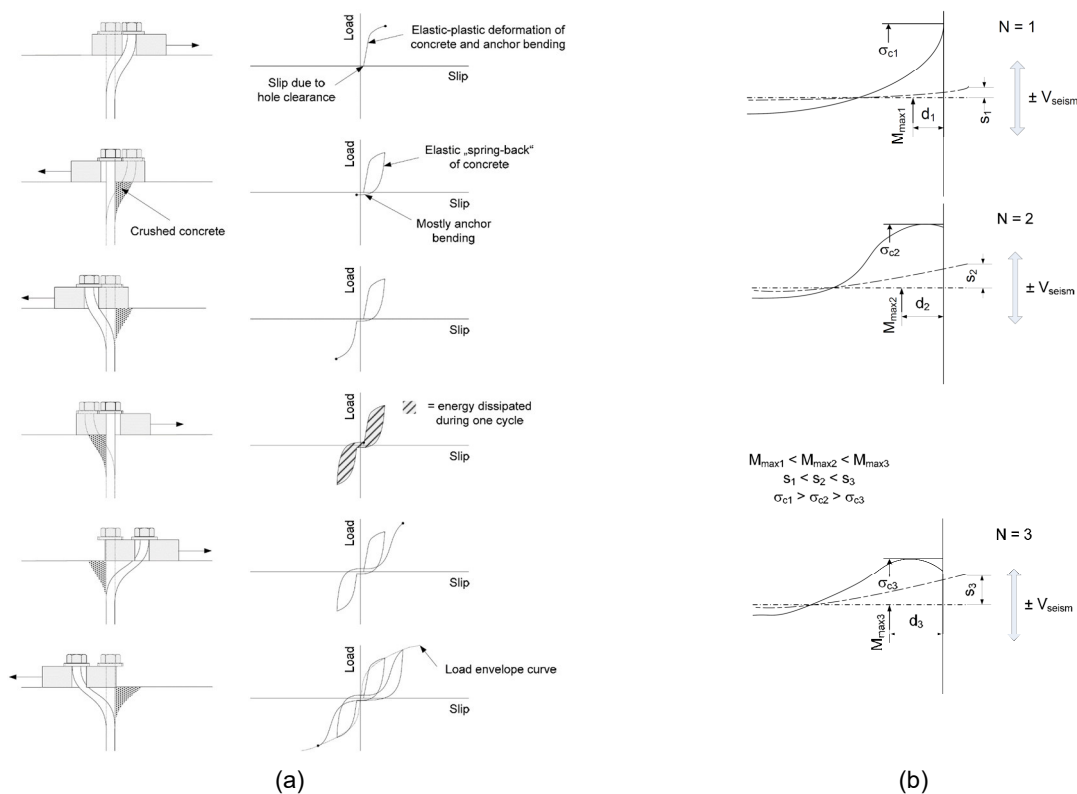 Load
Elastic-plastic deformation of
concrete and anchor bending
Slip
Slip due to
hole clearance
Load
Elastic „spring-back“
of concrete
Slip
Crushed concrete
Mostly anchor
bending
Load
Slip
Load
= energy dissipated
during one cycle
Slip
Load
Slip
Load
Load envelope curve
Slip
(a)
N = 1
σc1
± Vseism
s1
d1
Mmax1
N = 2
σc2
s2
± Vseism
d2
Mmax2
Mmax1 < Mmax2 < Mmax3
s1 < s2 < s3
σc1 > σc2 > σc3
N = 3
σc3
s3
± Vseism
d3
Mmax3
(b)